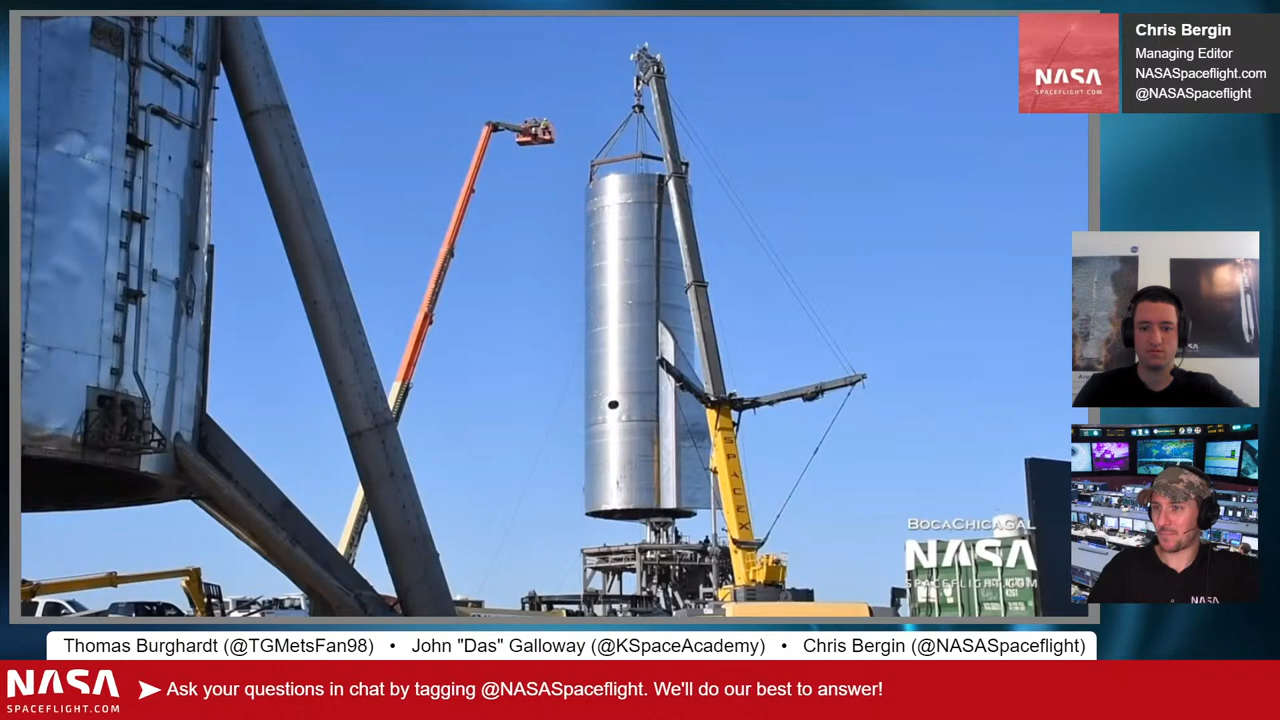 Chris Bergin
Managing Editor
NASASpaceflight.com
@NASASpaceflight
NASA
SPACEFLIGHT.COM
SPACEX
BOCACHICAGAL
NASA
SPACEFLIGHT.COM
NASA
Thomas Burghardt (@TGMetsFan98) • John "Das" Galloway (@KSpaceAcademy) • Chris Bergin (@NASASpaceflight)
NASA
SPACEFLIGHT.COM
Ask your questions in chat by tagging @NASASpaceflight. We'll do our best to answer!